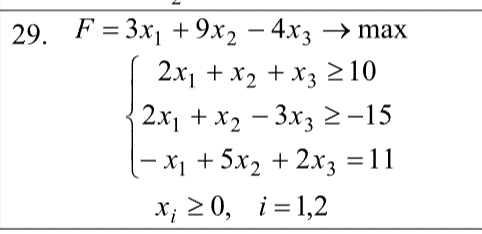 29. F = 3x₁ + 9x₂ − 4x₃ → max
2x₁ + x₂ + x₃ ≥ 10
2x₁ + x₂ − 3x₃ ≥ −15
− x₁ + 5x₂ + 2x₃ = 11
xᵢ ≥ 0, i = 1,2